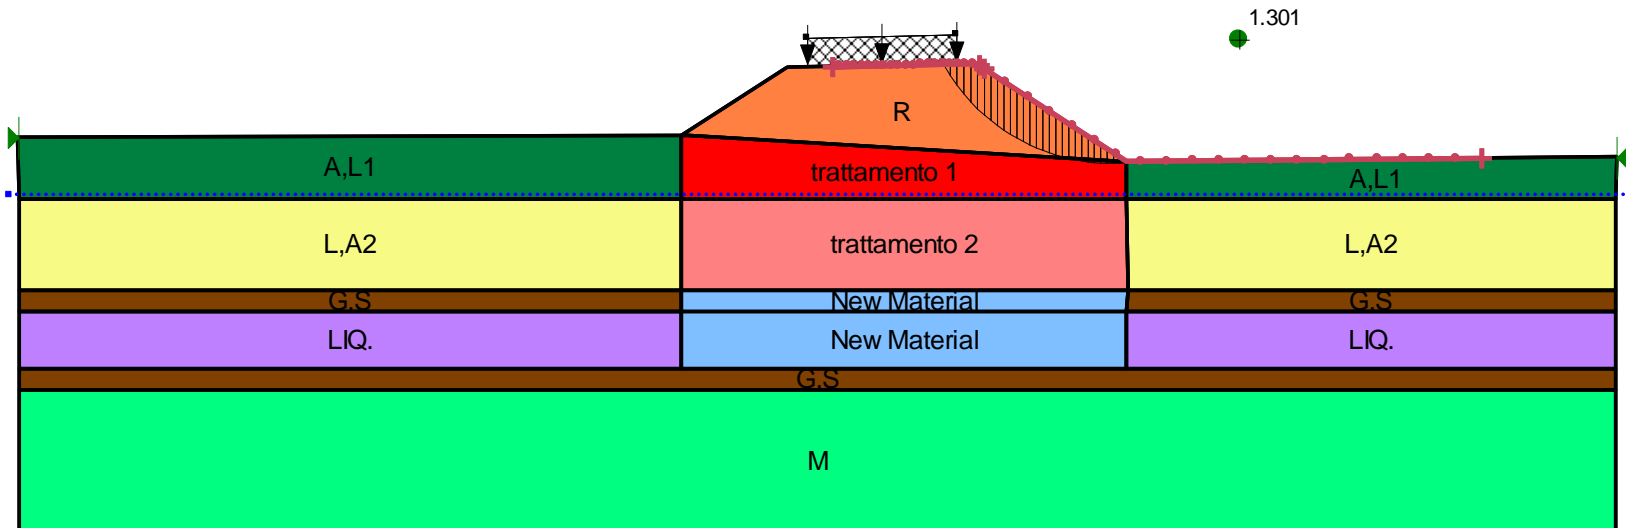 1.301
R
A,L1
trattamento 1
A,L1
L,A2
trattamento 2
L,A2
G.S
New Material
G.S
LIQ.
New Material
LIQ.
G.S
M